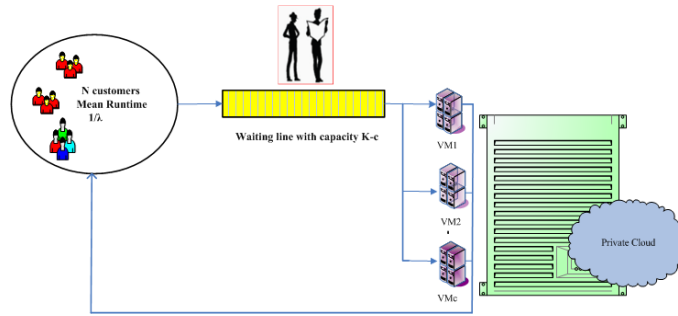 N customers
Mean Runtime
1/λ
Waiting line with capacity K-c
VM1
VM2
VMc
Private Cloud